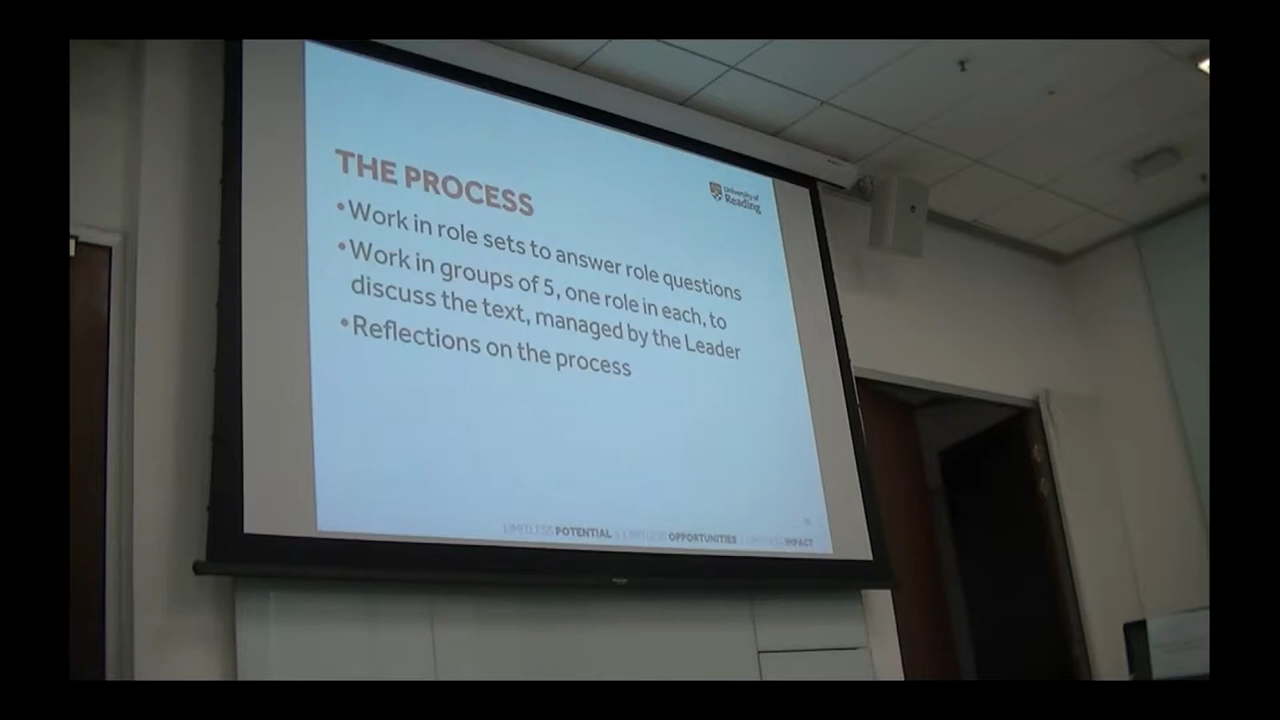 THE PROCESS
University of
Reading
•Work in role sets to answer role questions
•Work in groups of 5, one role in each, to
discuss the text, managed by the Leader
•Reflections on the process
LIMITLESS POTENTIAL | LIMITLESS OPPORTUNITIES | LIMITLESS IMPACT